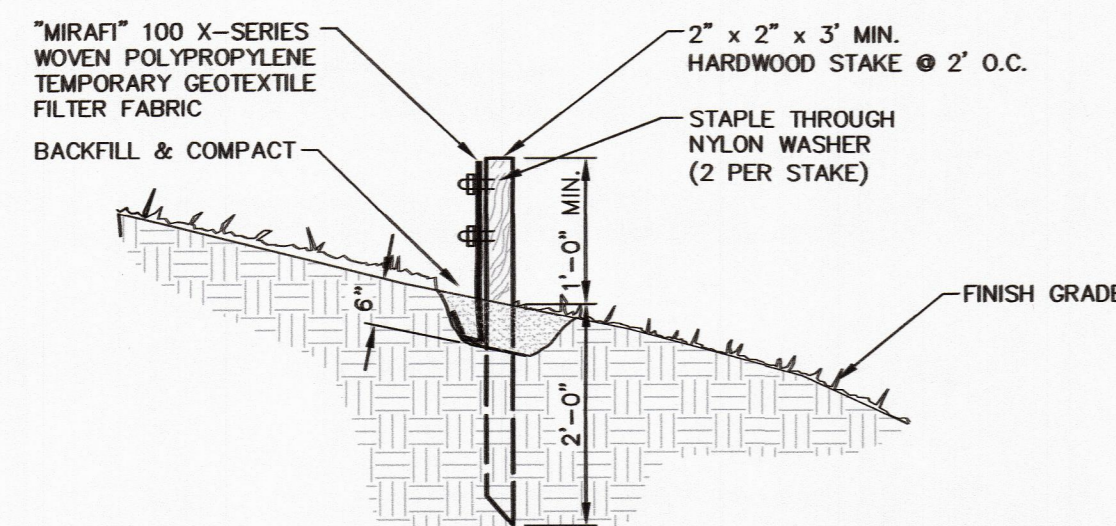 "MIRAFI" 100 X-SERIES
WOVEN POLYPROPYLENE
TEMPORARY GEOTEXTILE
FILTER FABRIC
BACKFILL & COMPACT
2" x 2" x 3' MIN.
HARDWOOD STAKE @ 2' O.C.
STAPLE THROUGH
NYLON WASHER
(2 PER STAKE)
1'-0" MIN.
6"
FINISH GRADE
2'-0"